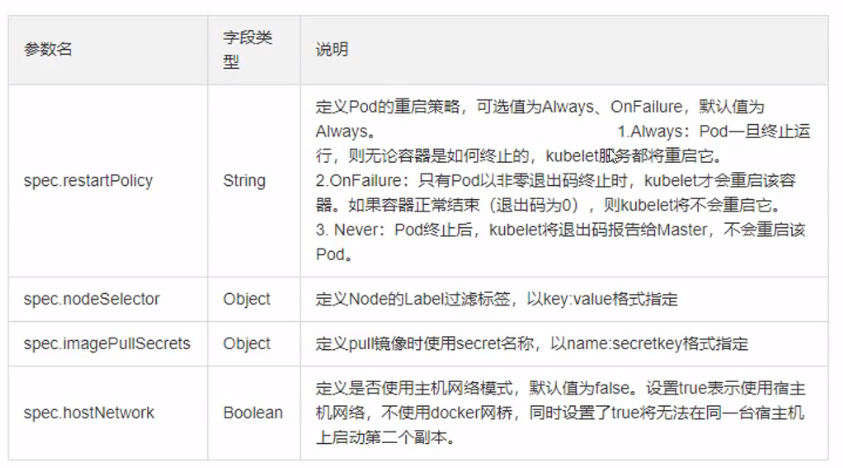 参数名
字段类
型
说明
spec.restartPolicy
String
定义Pod的重启策略，可选值为Always、OnFailure，默认值为
Always。 1.Always：Pod一旦终止运
行，则无论容器是如何终止的，kubelet服务都将重启它。
2.OnFailure：只有Pod以非零退出码终止时，kubelet才会重启该容
器。如果容器正常结束（退出码为0），则kubelet将不会重启它。
3. Never：Pod终止后，kubelet将退出码报告给Master，不会重启该
Pod。
spec.nodeSelector
Object
定义Node的Label过滤标签，以key:value格式指定
spec.imagePullSecrets
Object
定义pull镜像时使用secret名称，以name:secretkey格式指定
spec.hostNetwork
Boolean
定义是否使用主机网络模式，默认值为false。设置true表示使用宿主
机网络，不使用docker网桥，同时设置了true将无法在同一台宿主机
上启动第二个副本。